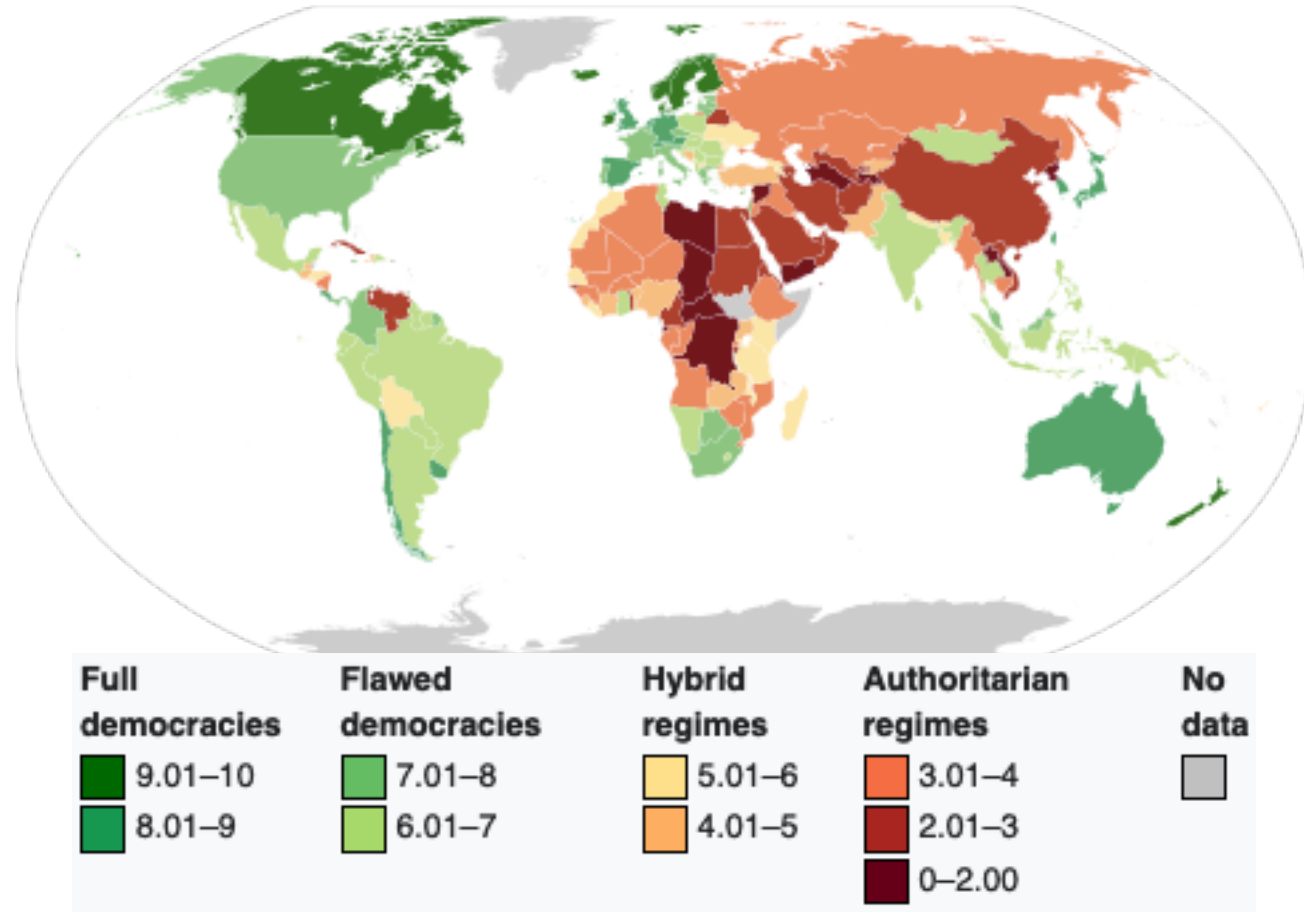 Full democracies
9.01–10
8.01–9
Flawed democracies
7.01–8
6.01–7
Hybrid regimes
5.01–6
4.01–5
Authoritarian regimes
3.01–4
2.01–3
0–2.00
No data